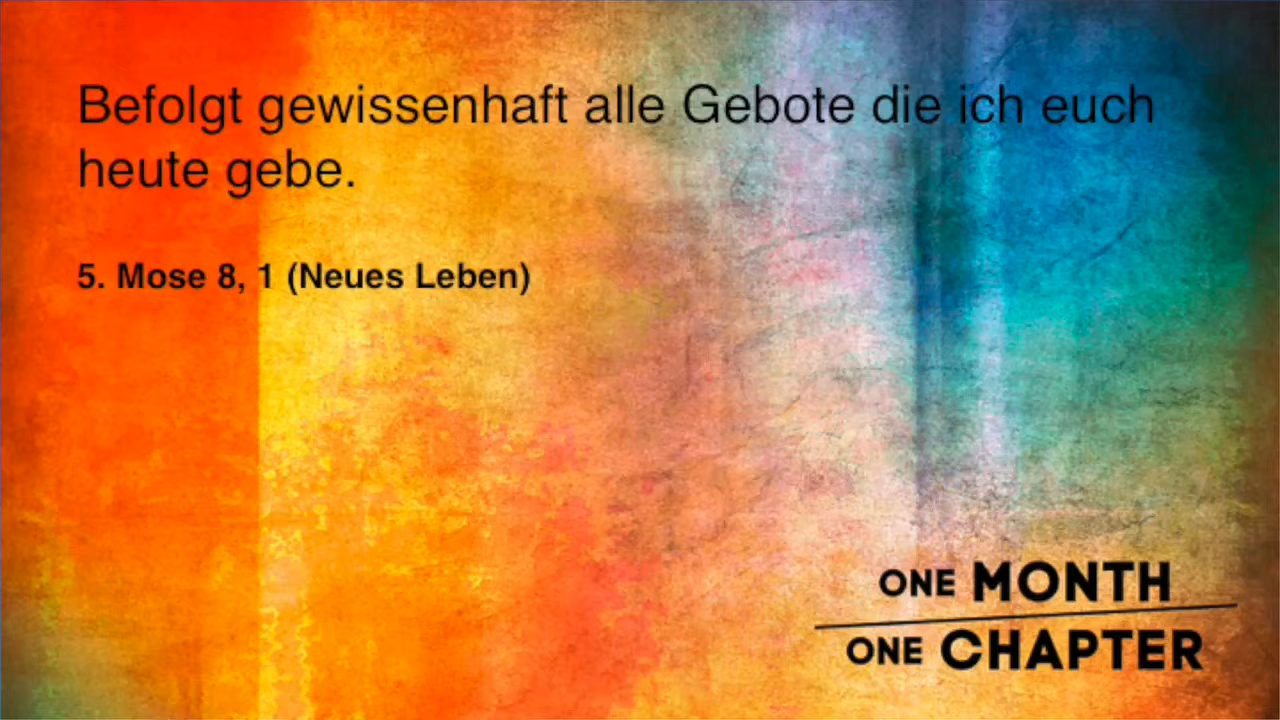 Befolgt gewissenhaft alle Gebote die ich euch
heute gebe.
5. Mose 8, 1 (Neues Leben)
ONE MONTH
ONE CHAPTER